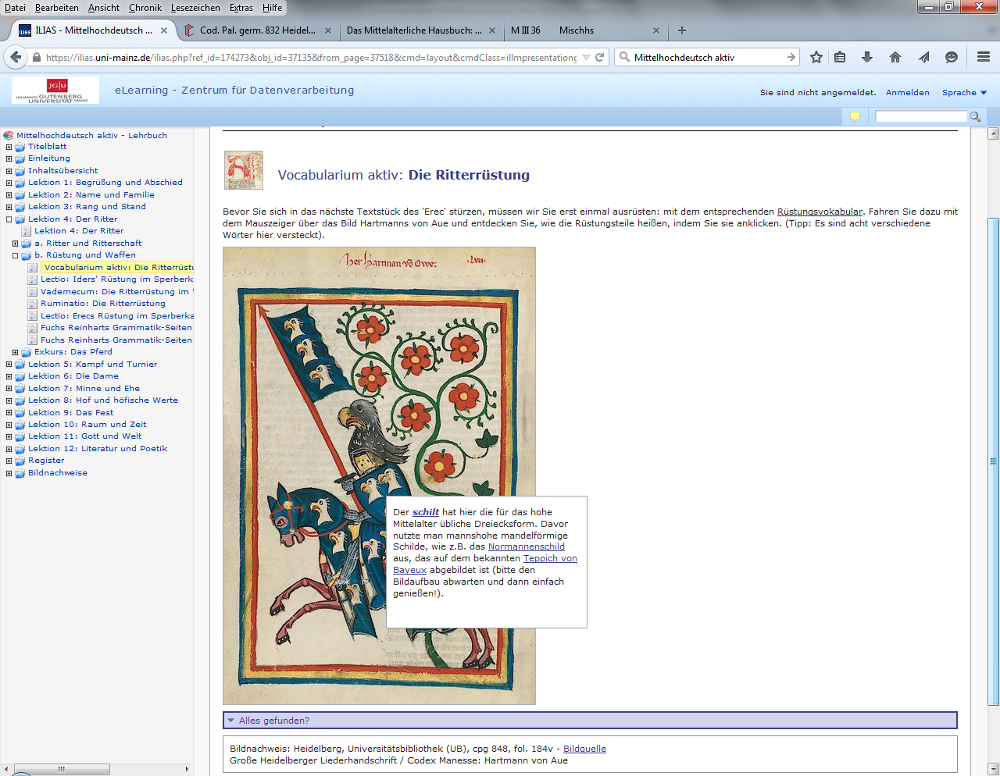 Datei Bearbeiten Ansicht Chronik Lesezeichen Extras Hilfe
ILIAS - Mittelhochdeutsch ... Cod. Pal. germ. 832 Heidel... Das Mittelalterliche Hausbuch: ... M III 36 Mischhs
https://ilias.uni-mainz.de/ilias.php?ref_id=174273&obj_id=37135&from_page=37518&cmd=layout&cmdClass=illmpresentationg Mittelhochdeutsch aktiv
JG|U
JOHANNES GUTENBERG
UNIVERSITÄT MAINZ
eLearning - Zentrum für Datenverarbeitung
Sie sind nicht angemeldet. Anmelden Sprache
Mittelhochdeutsch aktiv - Lehrbuch
Titelblatt
Einleitung
Inhaltsübersicht
Lektion 1: Begrüßung und Abschied
Lektion 2: Name und Familie
Lektion 3: Rang und Stand
Lektion 4: Der Ritter
Lektion 4: Der Ritter
a. Ritter und Ritterschaft
b. Rüstung und Waffen
Vocabularium aktiv: Die Ritterrüstu
Lectio: Iders' Rüstung im Sperberk
Vademecum: Die Ritterrüstung im
Ruminatio: Die Ritterrüstung
Lectio: Erecs Rüstung im Sperberka
Fuchs Reinharts Grammatik-Seiten
Fuchs Reinharts Grammatik-Seiten
Exkurs: Das Pferd
Lektion 5: Kampf und Turnier
Lektion 6: Die Dame
Lektion 7: Minne und Ehe
Lektion 8: Hof und höfische Werte
Lektion 9: Das Fest
Lektion 10: Raum und Zeit
Lektion 11: Gott und Welt
Lektion 12: Literatur und Poetik
Register
Bildnachweise
Vocabularium aktiv: Die Ritterrüstung
Bevor Sie sich in das nächste Textstück des 'Erec' stürzen, müssen wir Sie erst einmal ausrüsten: mit dem entsprechenden Rüstungsvokabular. Fahren Sie dazu mit
dem Mauszeiger über das Bild Hartmanns von Aue und entdecken Sie, wie die Rüstungsteile heißen, indem Sie sie anklicken. (Tipp: Es sind acht verschiedene
Wörter hier versteckt).
Her Hartman vō Owe. .lvii.
Der schilt hat hier die für das hohe
Mittelalter übliche Dreiecksform. Davor
nutzte man mannshohe mandelförmige
Schilde, wie z.B. das Normannenschild
aus, das auf dem bekannten Teppich von
Bayeux abgebildet ist (bitte den
Bildaufbau abwarten und dann einfach
genießen!).
Alles gefunden?
Bildnachweis: Heidelberg, Universitätsbibliothek (UB), cpg 848, fol. 184v - Bildquelle
Große Heidelberger Liederhandschrift / Codex Manesse: Hartmann von Aue